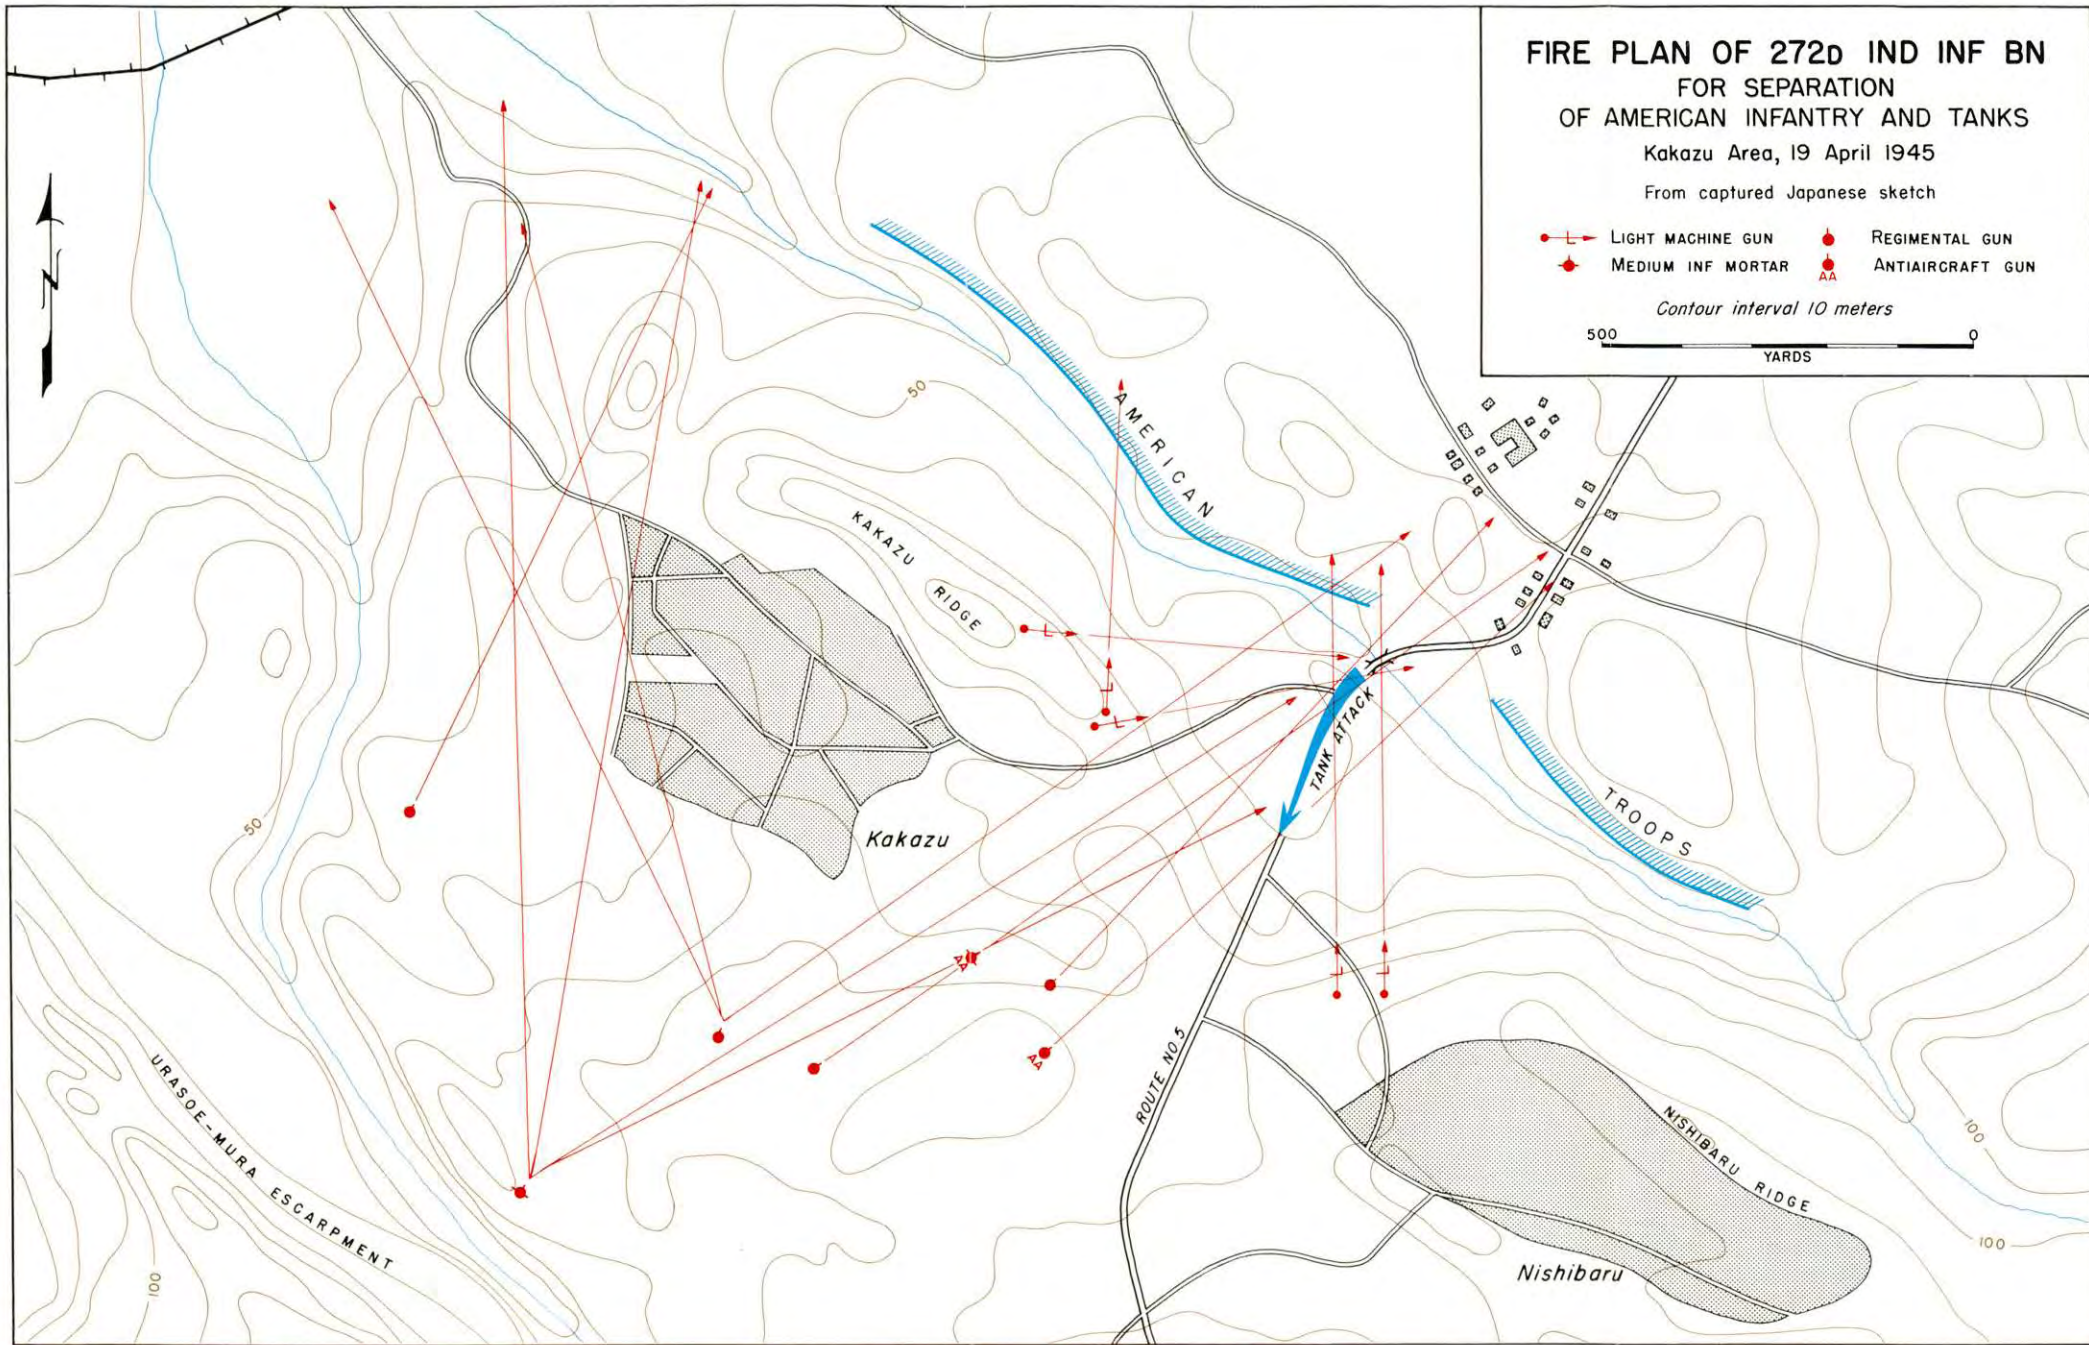 FIRE PLAN OF 272D IND INF BN
FOR SEPARATION
OF AMERICAN INFANTRY AND TANKS
Kakazu Area, 19 April 1945
From captured Japanese sketch
L LIGHT MACHINE GUN
REGIMENTAL GUN
MEDIUM INF MORTAR
AA ANTIAIRCRAFT GUN
Contour interval 10 meters
500 0
YARDS
N
50
AMERICAN
KAKAZU
RIDGE
L
L
L
TANK ATTACK
TROOPS
50
Kakazu
AA
L
L
AA
ROUTE NO 5
URASOE-MURA ESCARPMENT
NISHIBARU RIDGE
100
100
100
Nishibaru